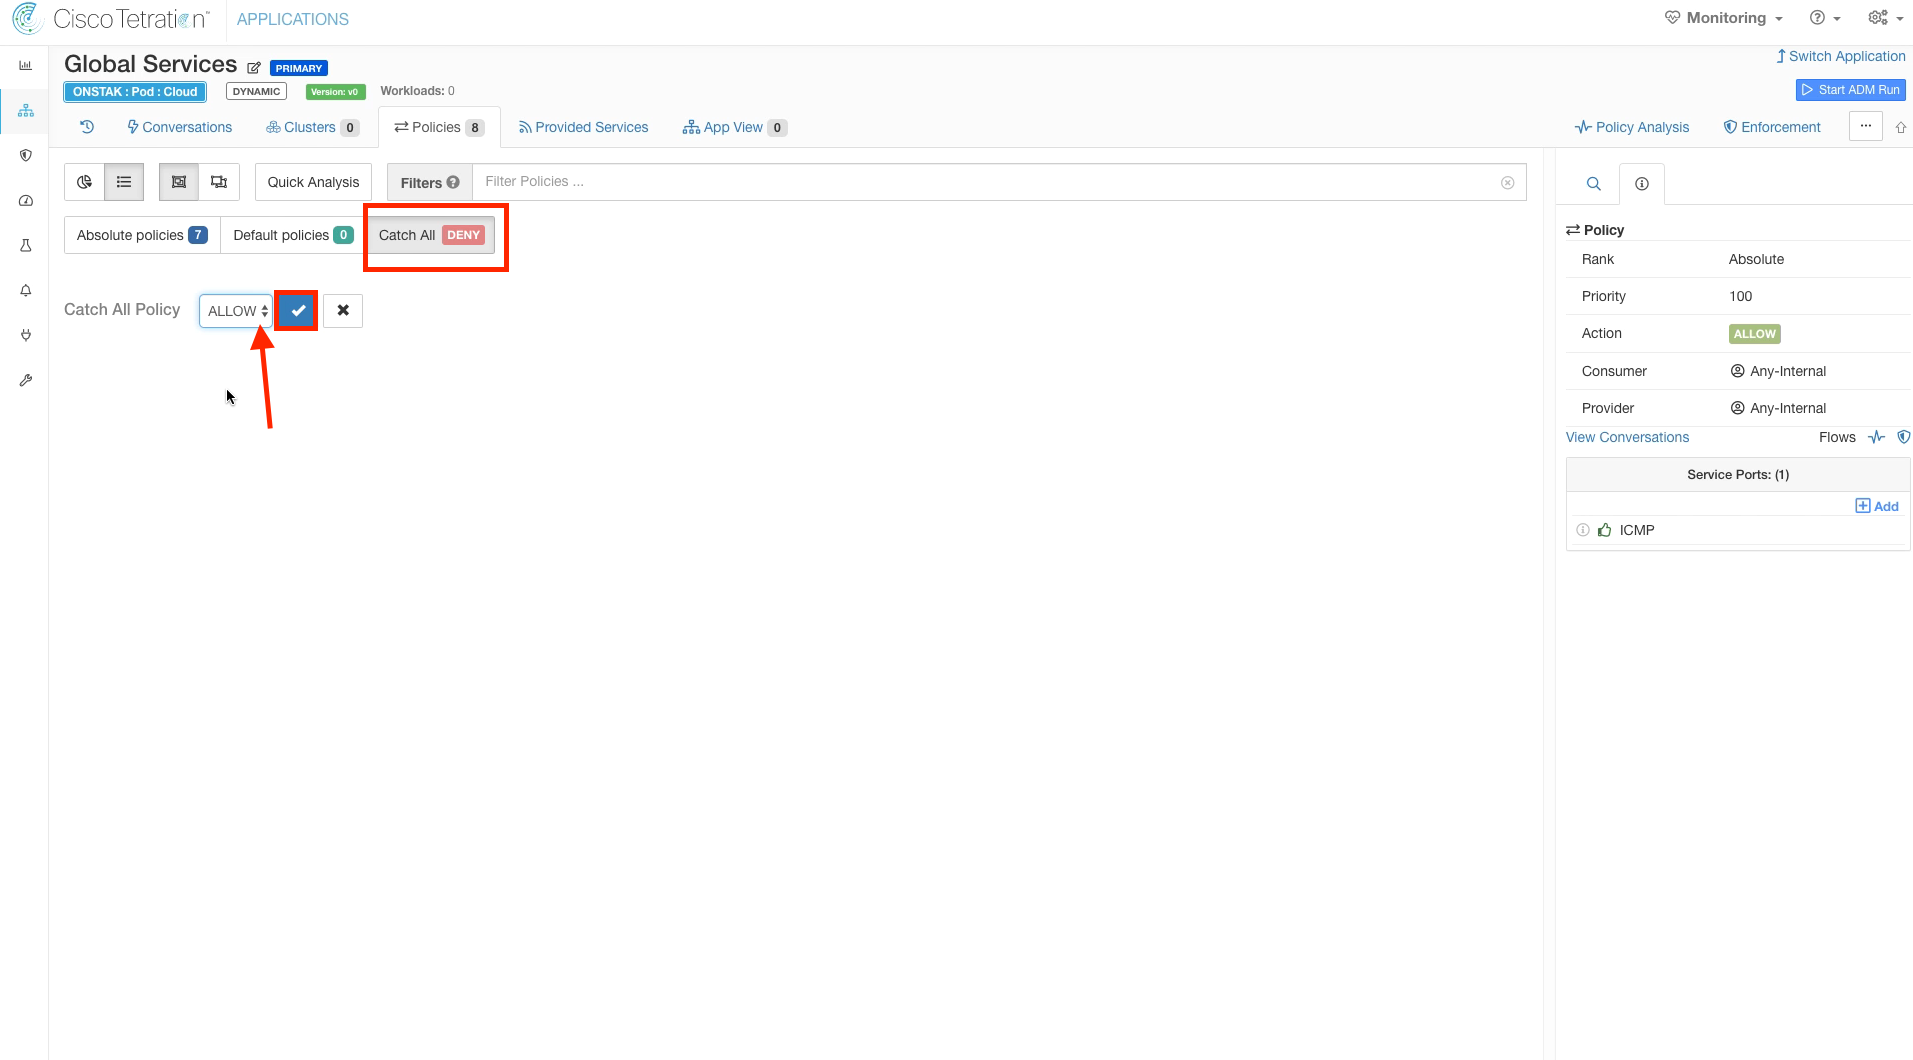 Cisco Tetration™ APPLICATIONS Monitoring
Global Services PRIMARY Switch Application
ONSTAK : Pod : Cloud DYNAMIC Version: v0 Workloads: 0 Start ADM Run
Conversations Clusters 0 Policies 8 Provided Services App View 0 Policy Analysis Enforcement ...
Quick Analysis Filters ? Filter Policies ...
Absolute policies 7 Default policies 0 Catch All DENY
Catch All Policy ALLOW
Policy
Rank Absolute
Priority 100
Action ALLOW
Consumer Any-Internal
Provider Any-Internal
View Conversations Flows
Service Ports: (1)
Add
ICMP